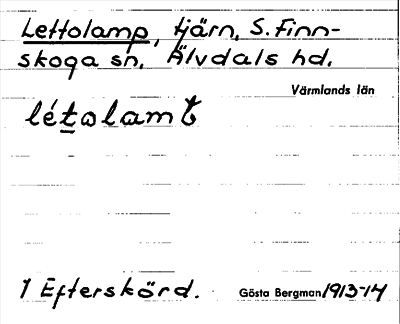 Lettolamp, tjärn, S. Finn-
skoga sn. Älvdals hd.
Värmlands län
létolamt
1 Efterskörd. Gösta Bergman 1913-14